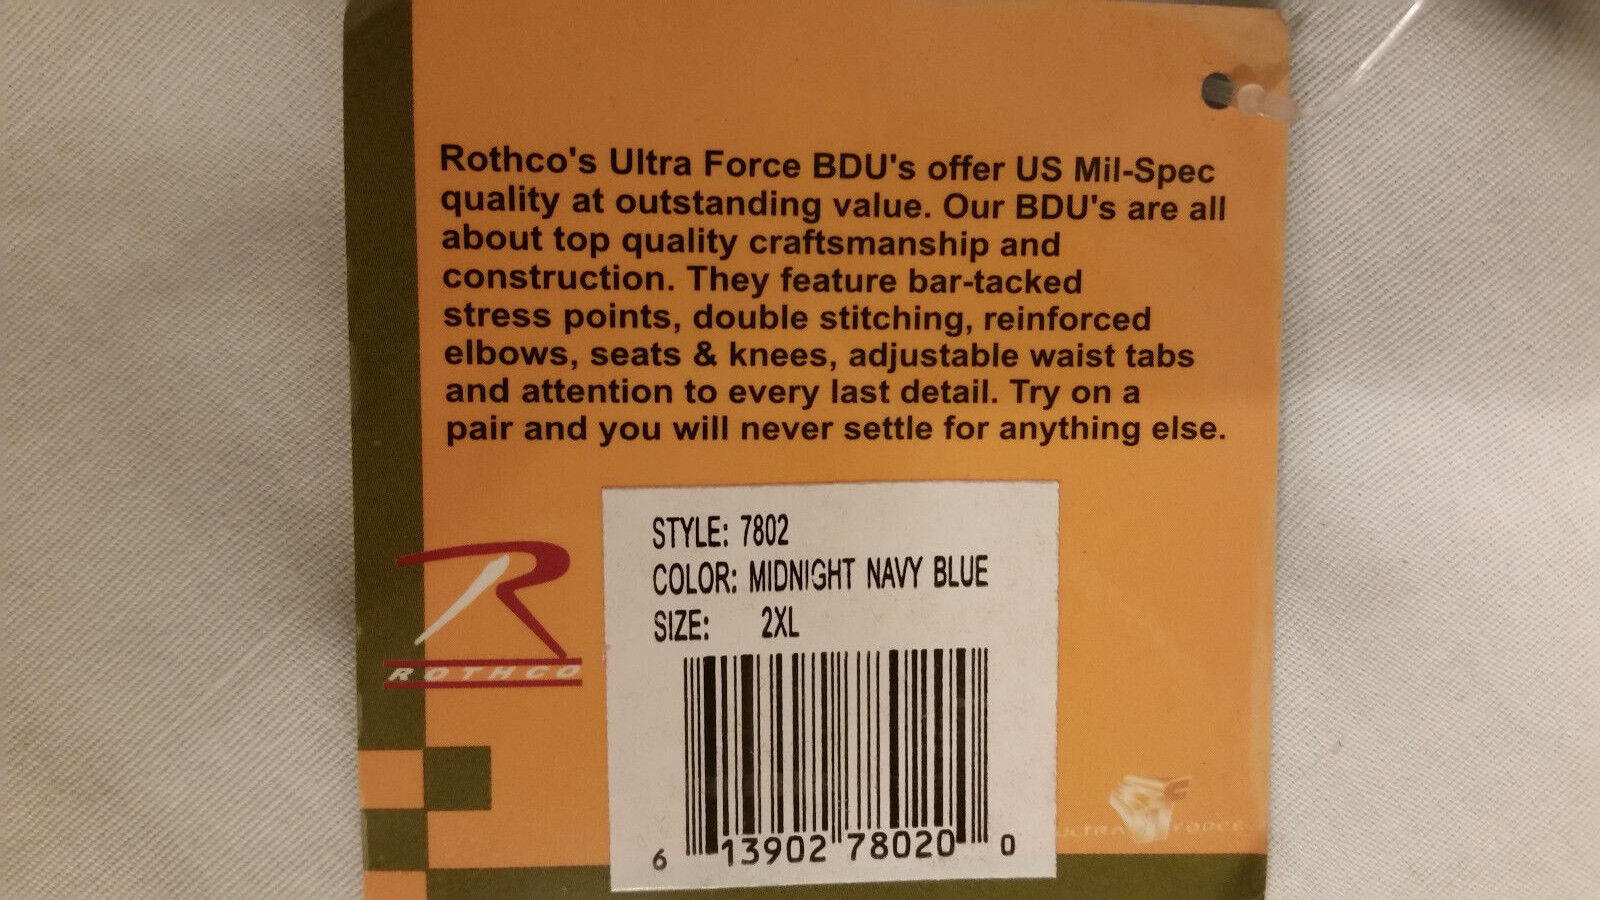 Rothco's Ultra Force BDU's offer US Mil-Spec
quality at outstanding value. Our BDU's are all
about top quality craftsmanship and
construction. They feature bar-tacked
stress points, double stitching, reinforced
elbows, seats & knees, adjustable waist tabs
and attention to every last detail. Try on a
pair and you will never settle for anything else.
STYLE: 7802
COLOR: MIDNIGHT NAVY BLUE
SIZE: 2XL
ROTHCO
6 13902 78020 0
ULTRA FORCE